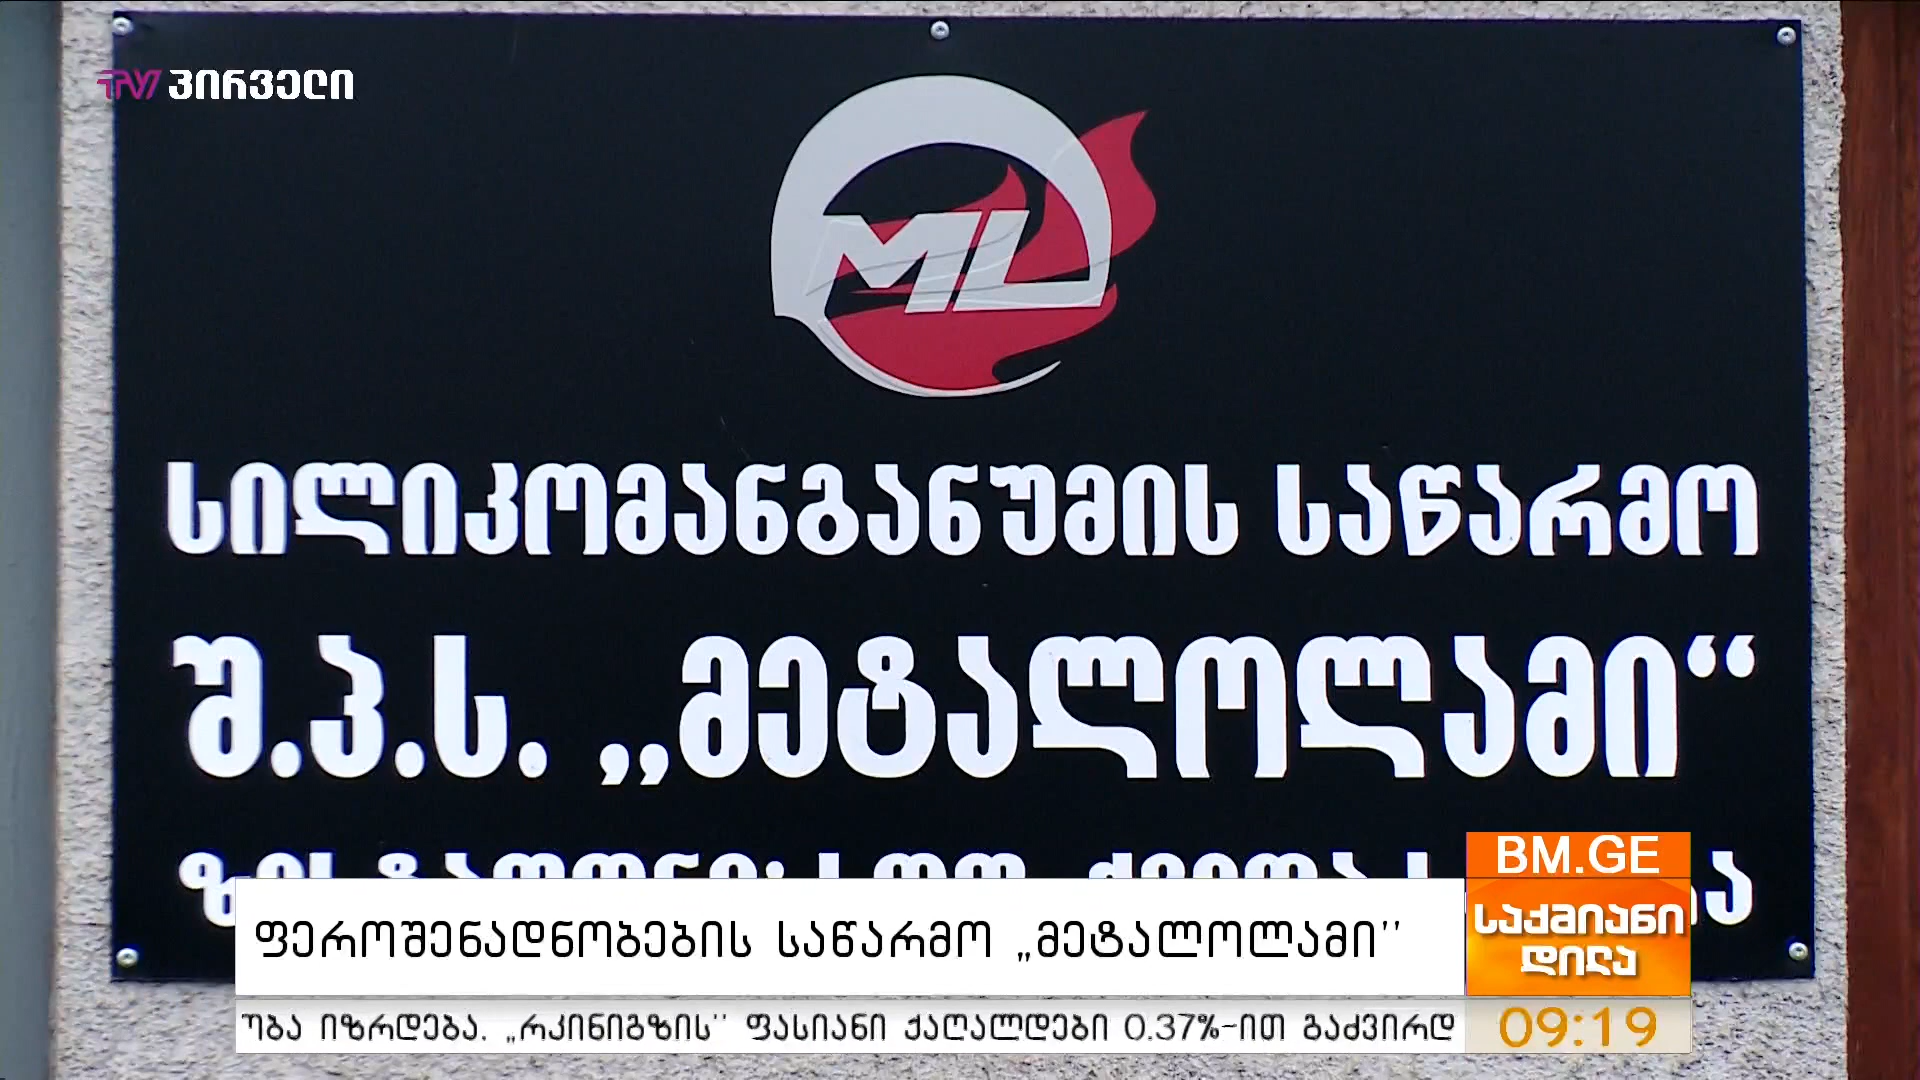 TV ᲞᲘᲠᲕᲔᲚᲘ
ML
სილიკომანგანუმის საწარმო
შ.პ.ს. „მეტალოლამი“
BM.GE
საქმიანი
დილა
ფეროშენადნობების საწარმო „მეტალოლამი''
უბა იზრდება. „რკინიგზის'' ფასიანი ქაღალდები 0.37%-ით გაძვირდ
09:19